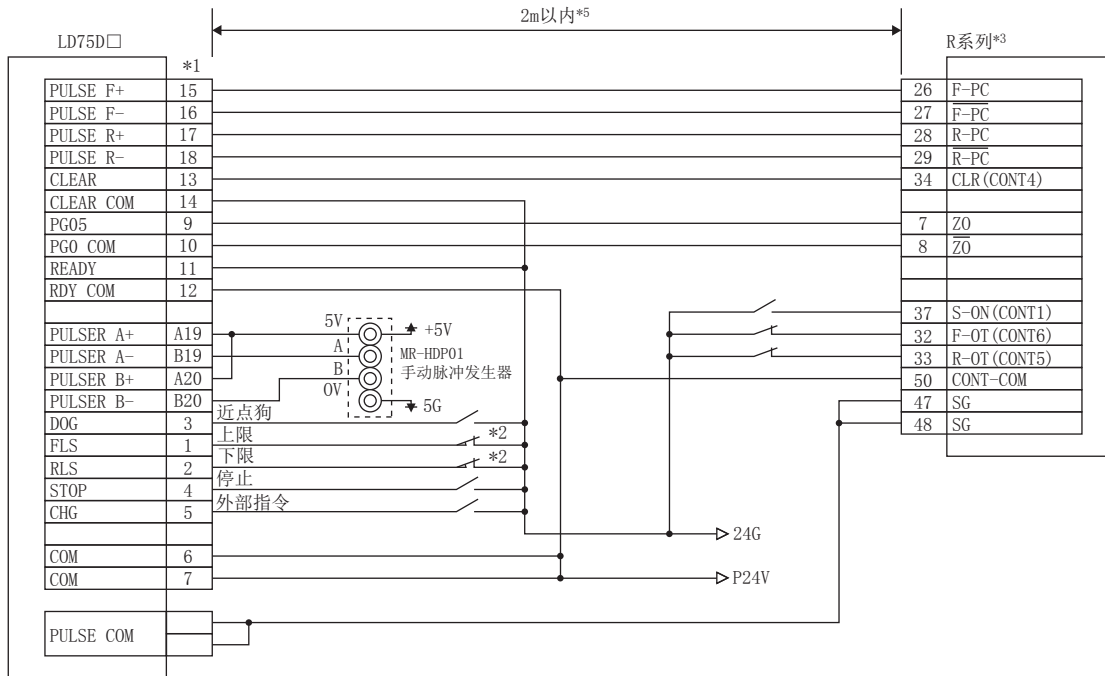 2m以内*5
LD75D□
R系列*3
*1
PULSE F+ 15
PULSE F- 16
PULSE R+ 17
PULSE R- 18
CLEAR 13
CLEAR COM 14
PG05 9
PG0 COM 10
READY 11
RDY COM 12
PULSER A+ A19
PULSER A- B19
PULSER B+ A20
PULSER B- B20
DOG 3
FLS 1
RLS 2
STOP 4
CHG 5
COM 6
COM 7
PULSE COM
5V
A
B
0V
+5V
MR-HDP01
手动脉冲发生器
5G
近点狗
上限 *2
下限 *2
停止
外部指令
24G
P24V
26 F-PC
27 F-PC
28 R-PC
29 R-PC
34 CLR(CONT4)
7 ZO
8 ZO
37 S-ON(CONT1)
32 F-OT(CONT6)
33 R-OT(CONT5)
50 CONT-COM
47 SG
48 SG